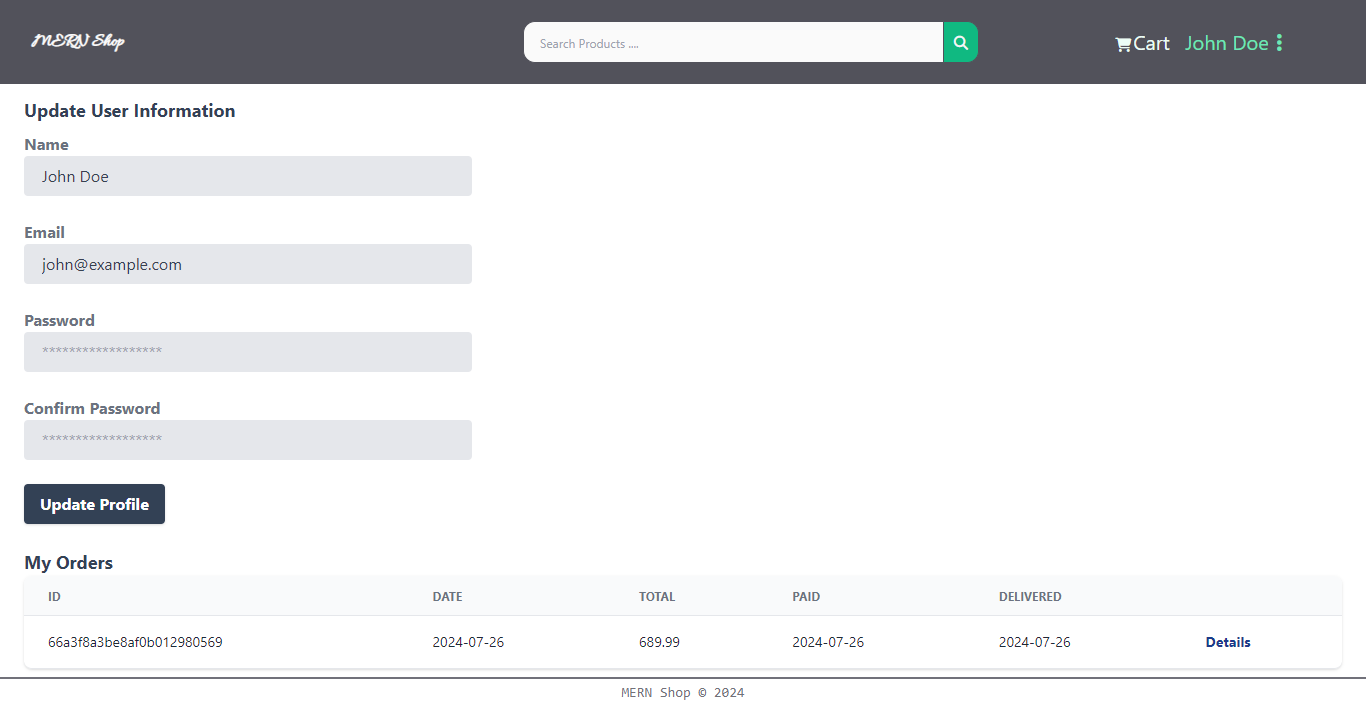 MERN Shop
Search Products ....
Cart
John Doe
Update User Information
Name
John Doe
Email
john@example.com
Password
******************
Confirm Password
******************
Update Profile
My Orders
ID DATE TOTAL PAID DELIVERED
66a3f8a3be8af0b012980569 2024-07-26 689.99 2024-07-26 2024-07-26 Details
MERN Shop © 2024